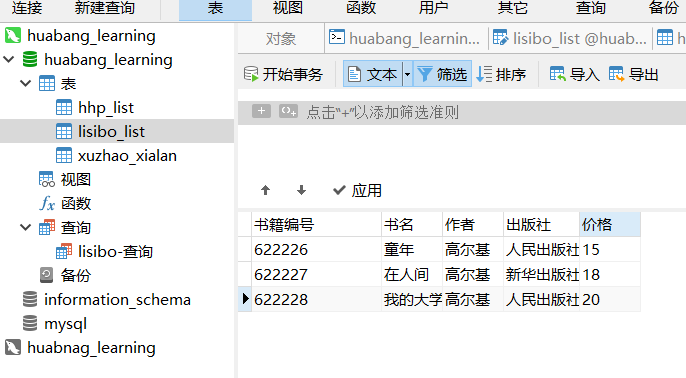 连接 新建查询 表 视图 函数 用户 其它 查询 备份
huabang_learning
huabang_learning
表
hhp_list
lisibo_list
xuzhao_xialan
视图
函数
查询
lisibo-查询
备份
information_schema
mysql
huabnag_learning
对象 huabang_learnin... lisibo_list @huab... h
开始事务 文本 筛选 排序 导入 导出
点击"+"以添加筛选准则
应用
书籍编号 书名 作者 出版社 价格
622226 童年 高尔基 人民出版社 15
622227 在人间 高尔基 新华出版社 18
622228 我的大学 高尔基 人民出版社 20